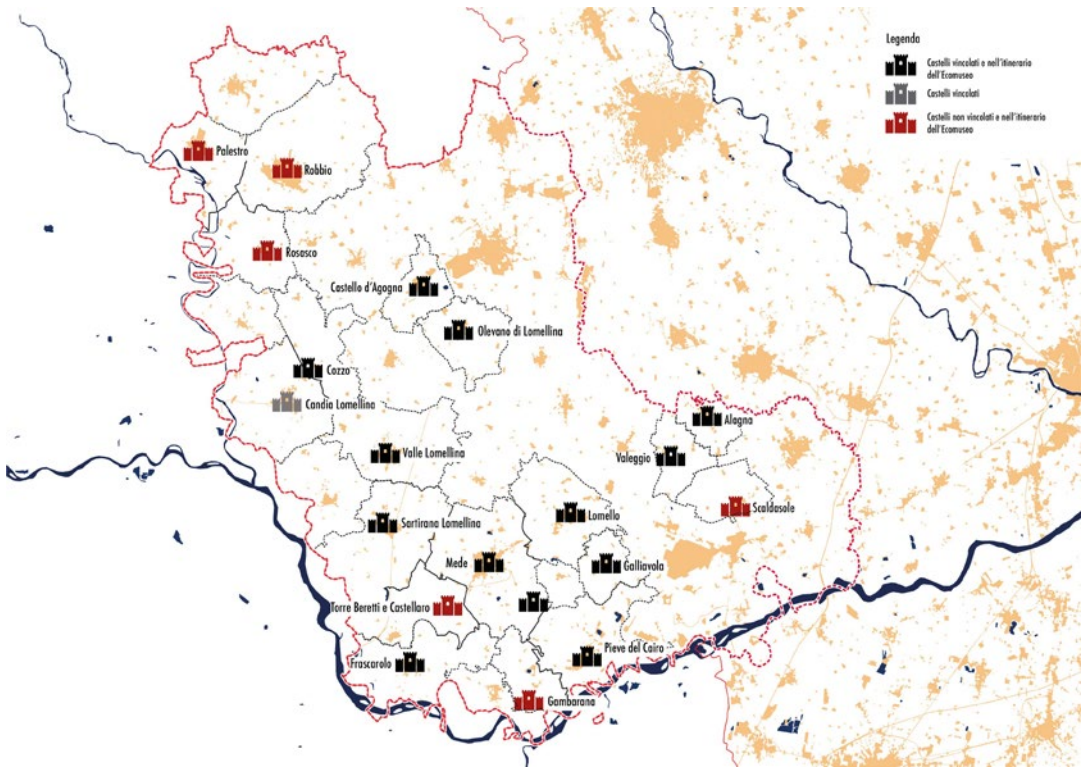 Legenda
Castelli vincolati e nell'itinerario
dell'Ecomuseo
Castelli vincolati
Castelli non vincolati e nell'itinerario
dell'Ecomuseo
Palestro
Robbio
Rosasco
Castello d'Agogna
Olevano di Lomellina
Cozzo
Candia Lomellina
Alagna
Valle Lomellina
Valeggio
Scaldasole
Lomello
Sartirana Lomellina
Mede
Galliavola
Torre Beretti e Castellaro
Pieve del Cairo
Frascarolo
Gambarana